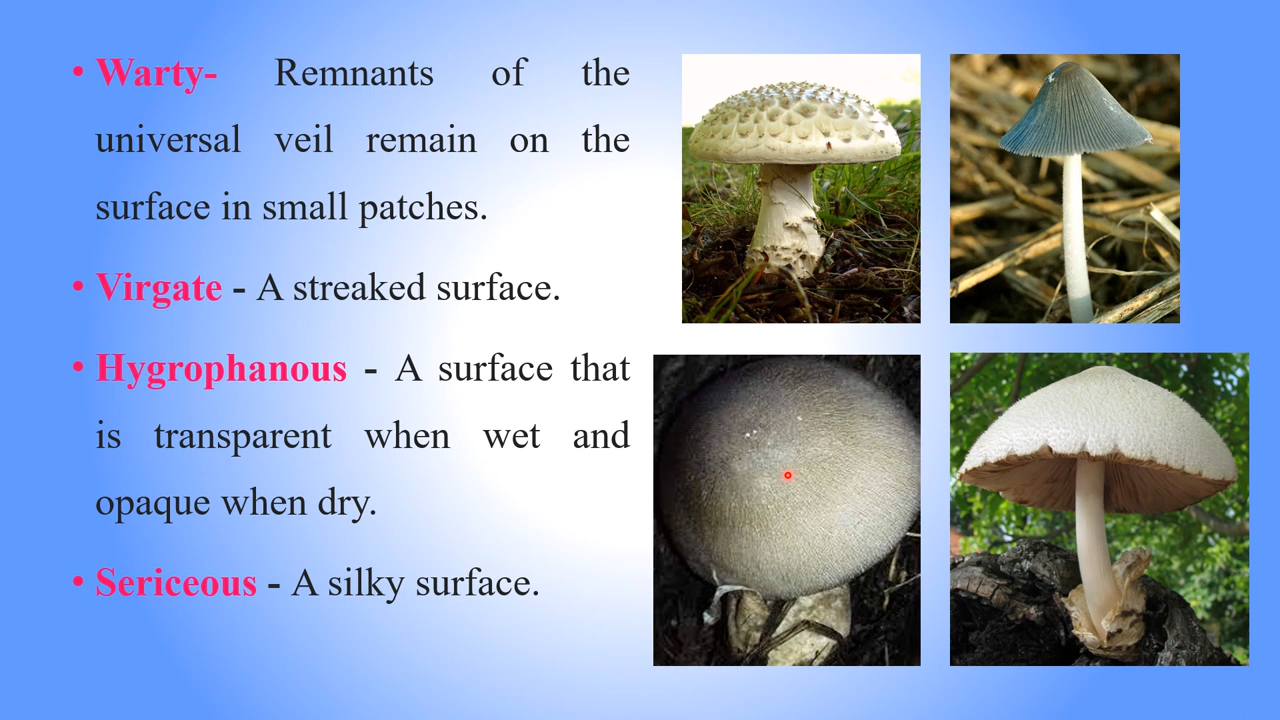 • Warty- Remnants of the
universal veil remain on the
surface in small patches.
• Virgate - A streaked surface.
• Hygrophanous - A surface that
is transparent when wet and
opaque when dry.
• Sericeous - A silky surface.